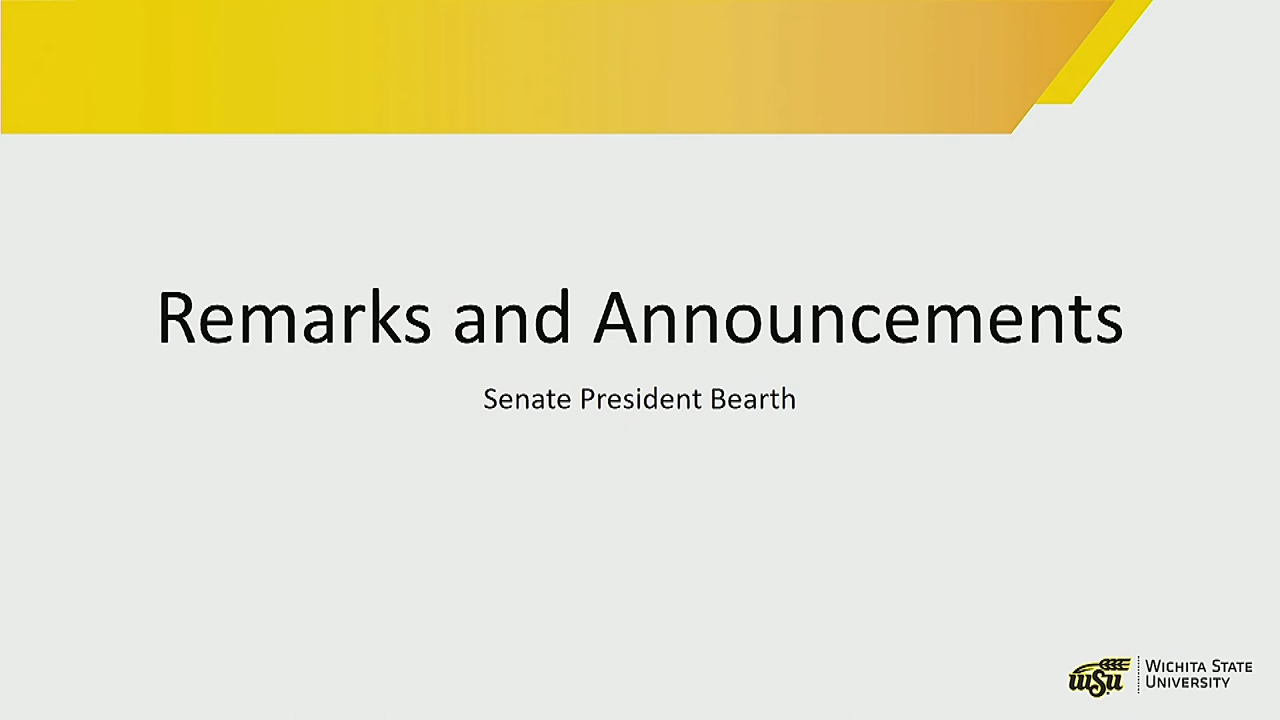 Remarks and Announcements
Senate President Bearth
wsu
WICHITA STATE
UNIVERSITY